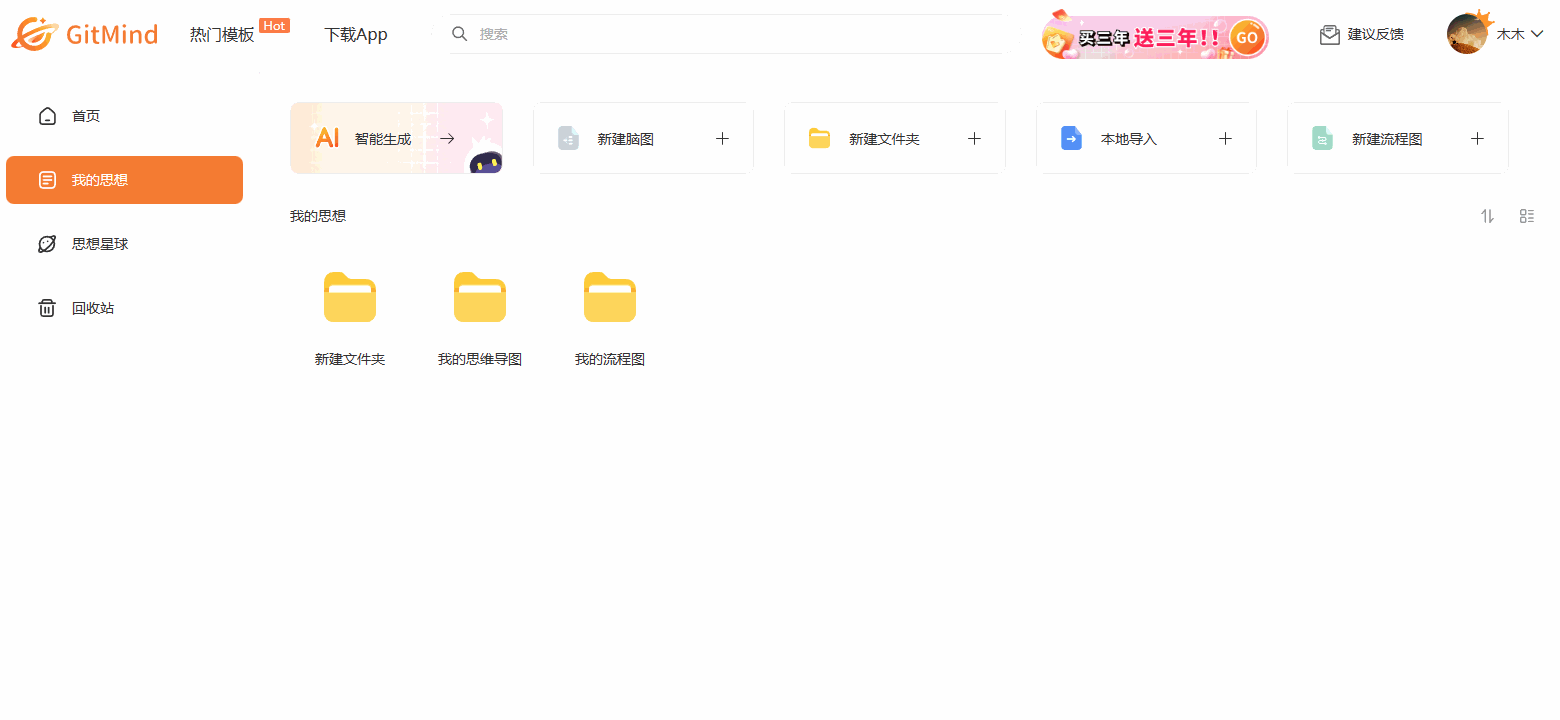 GitMind 热门模板 Hot 下载App 搜索 买三年 送三年!! GO 建议反馈 木木
首页
AI 智能生成 新建脑图 新建文件夹 本地导入 新建流程图
我的思想
我的思想
思想星球
回收站
新建文件夹 我的思维导图 我的流程图